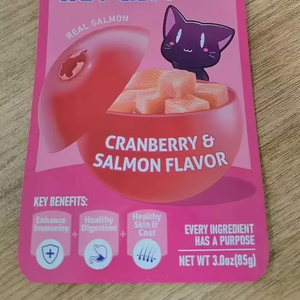 REAL SALMON
CRANBERRY &
SALMON FLAVOR
KEY BENEFITS:
Enhance
Immunity
+
Healthy
Digestion
+
Healthy
Skin &
Coat
EVERY INGREDIENT
HAS A PURPOSE
NET WT 3.0oz(85g)